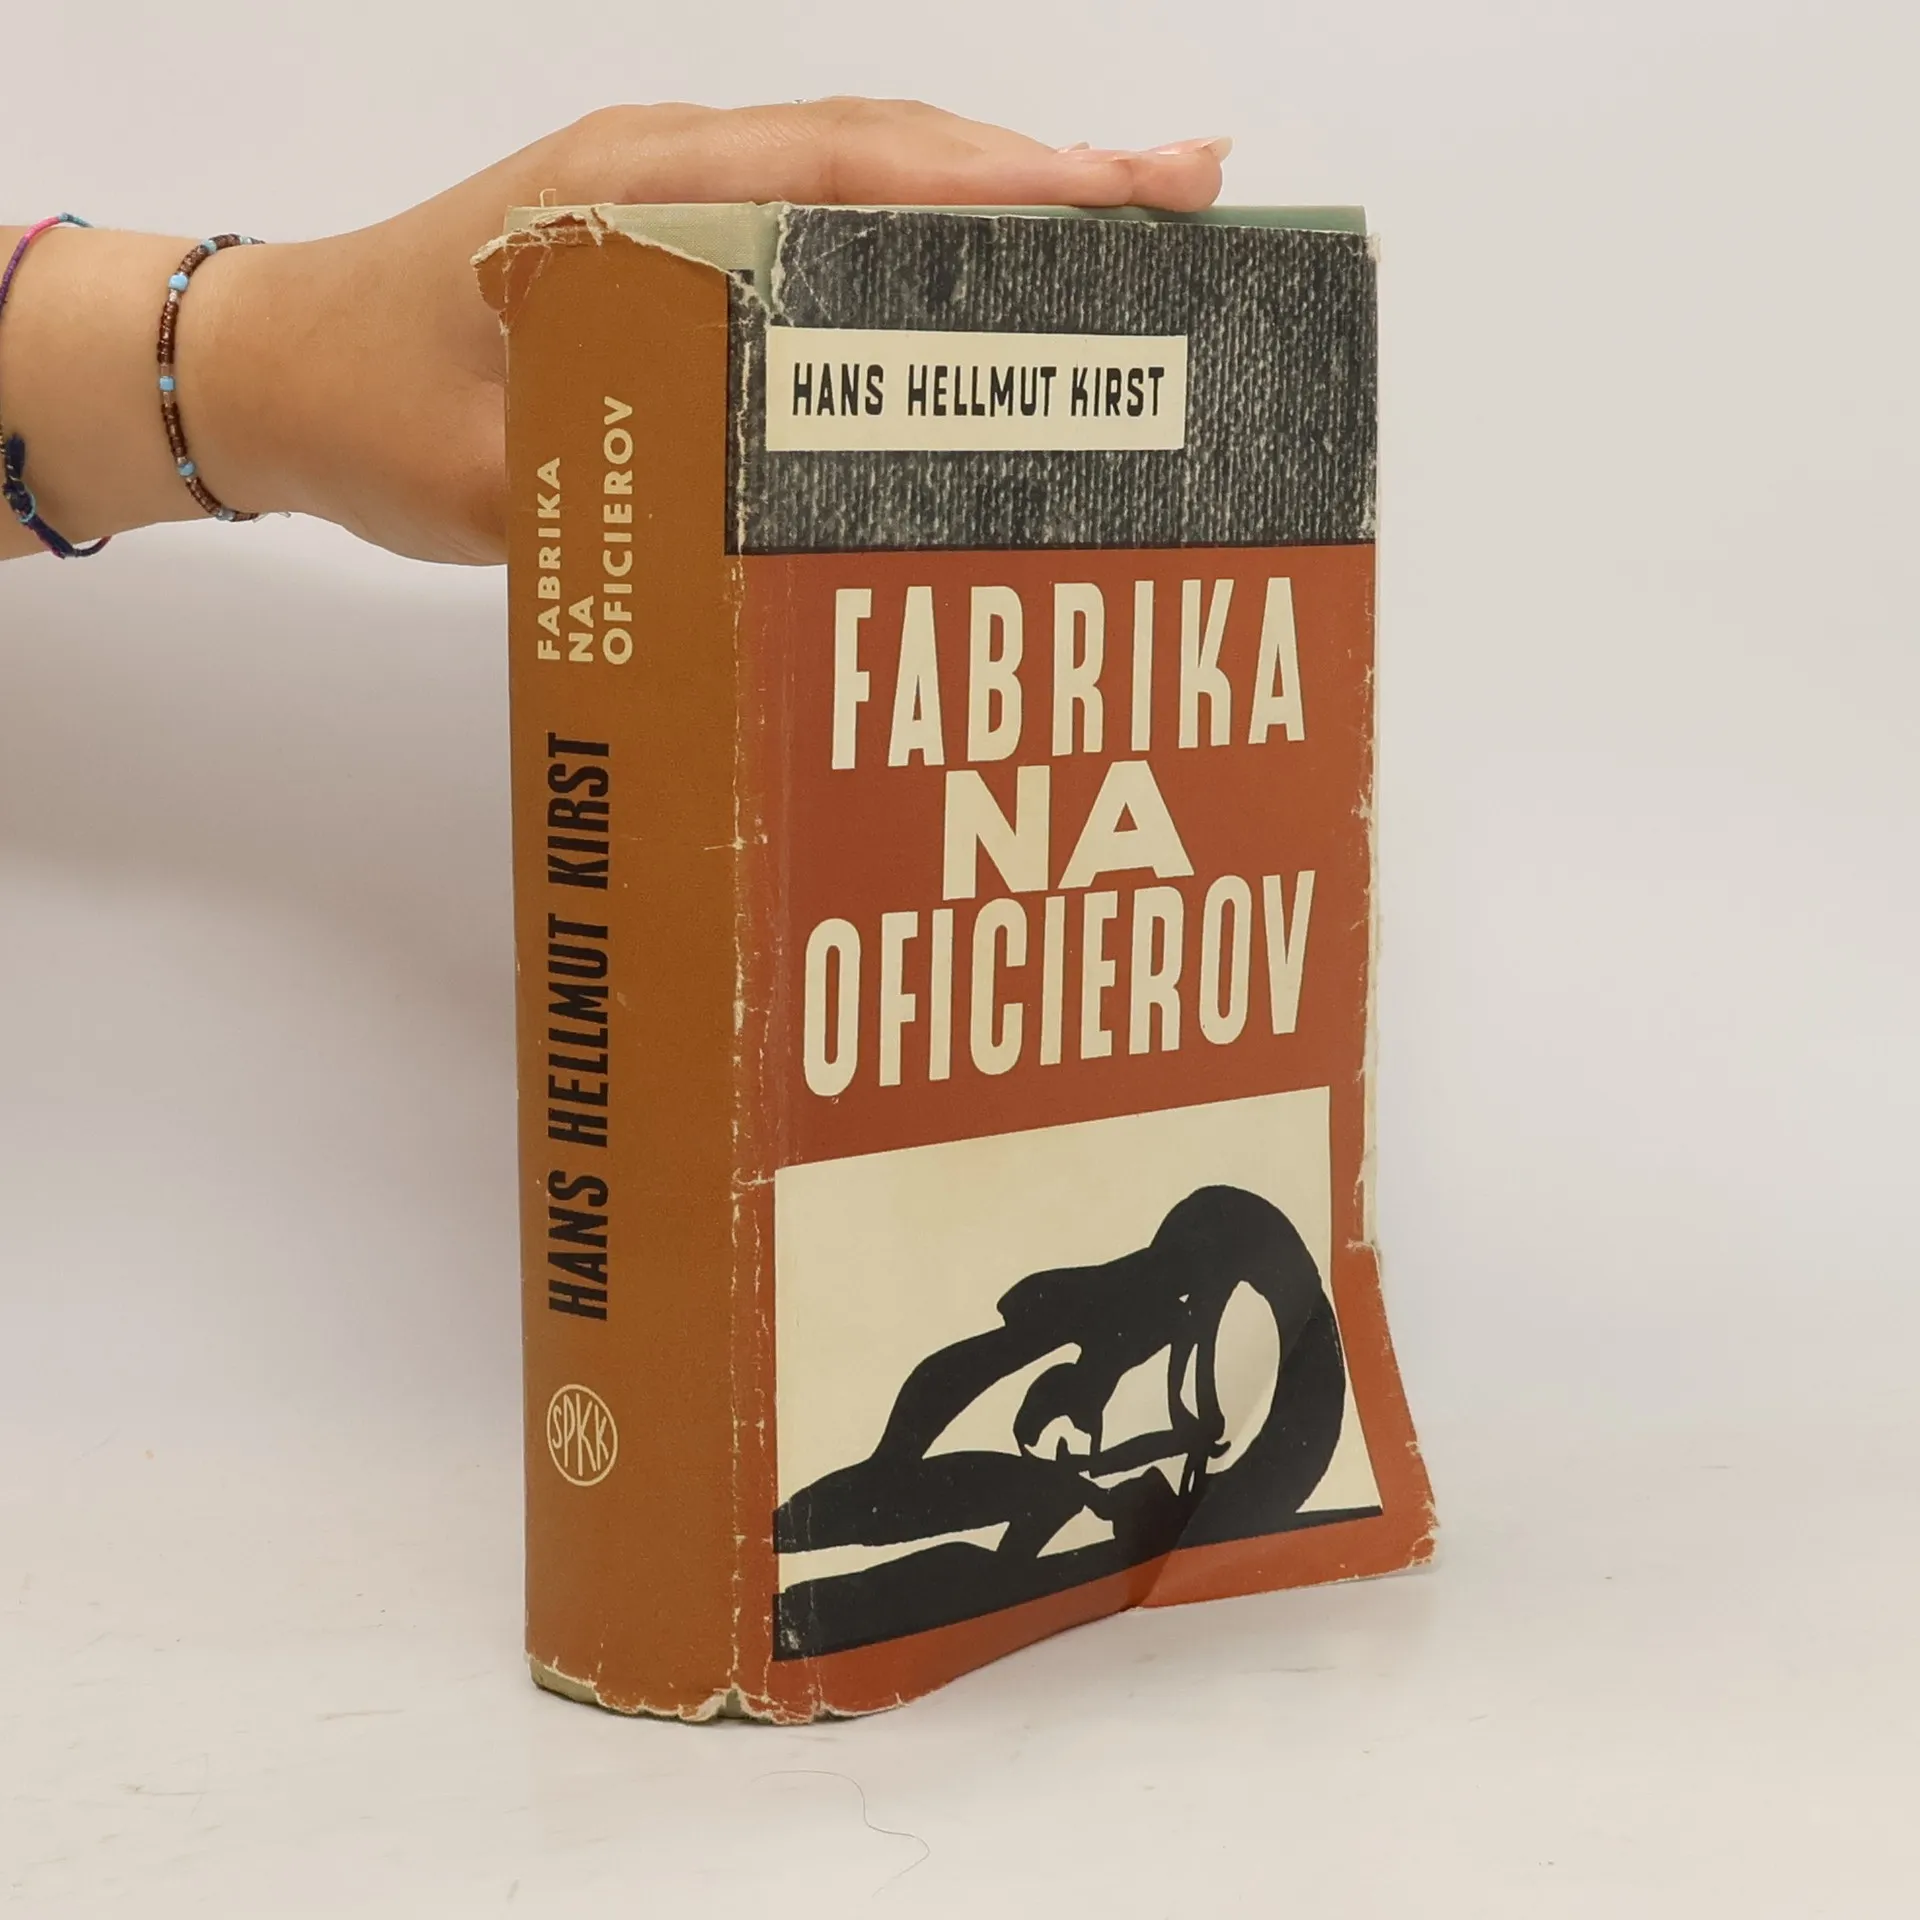 HANS HELLMUT KIRST
FABRIKA
NA
OFICIEROV
FABRIKA
NA
OFICIEROV
HANS HELLMUT KIRST
SPKK